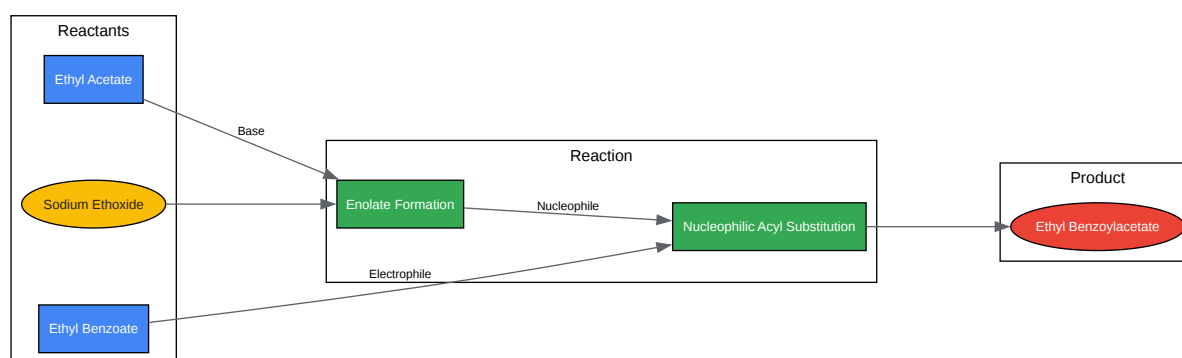 Reactants
Ethyl Acetate
Base
Sodium Ethoxide
Ethyl Benzoate
Reaction
Enolate Formation
Nucleophile
Nucleophilic Acyl Substitution
Electrophile
Product
Ethyl Benzoylacetate